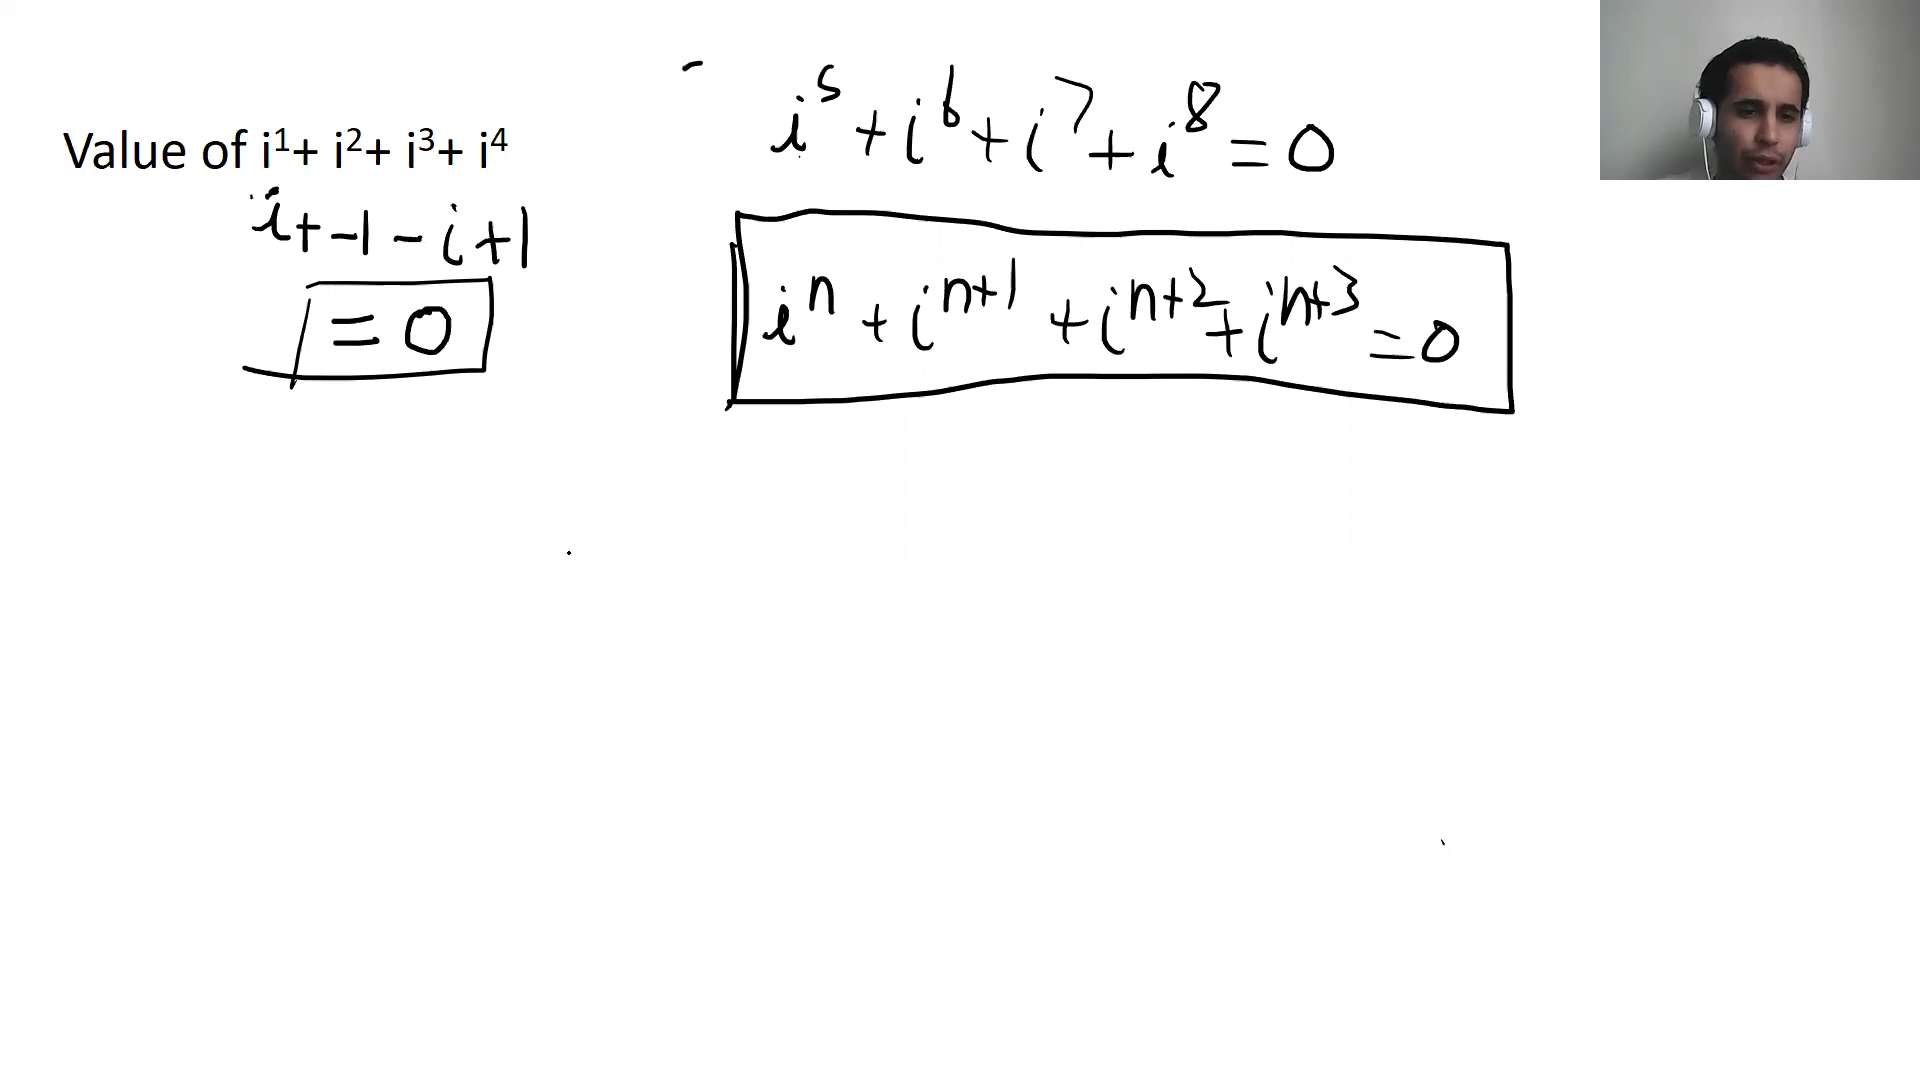 Value of i¹+ i²+ i³+ i⁴
i+-1-i+1
=0
i⁵+i⁶+i⁷+i⁸=0
iⁿ+iⁿ⁺¹+iⁿ⁺²+iⁿ⁺³=0